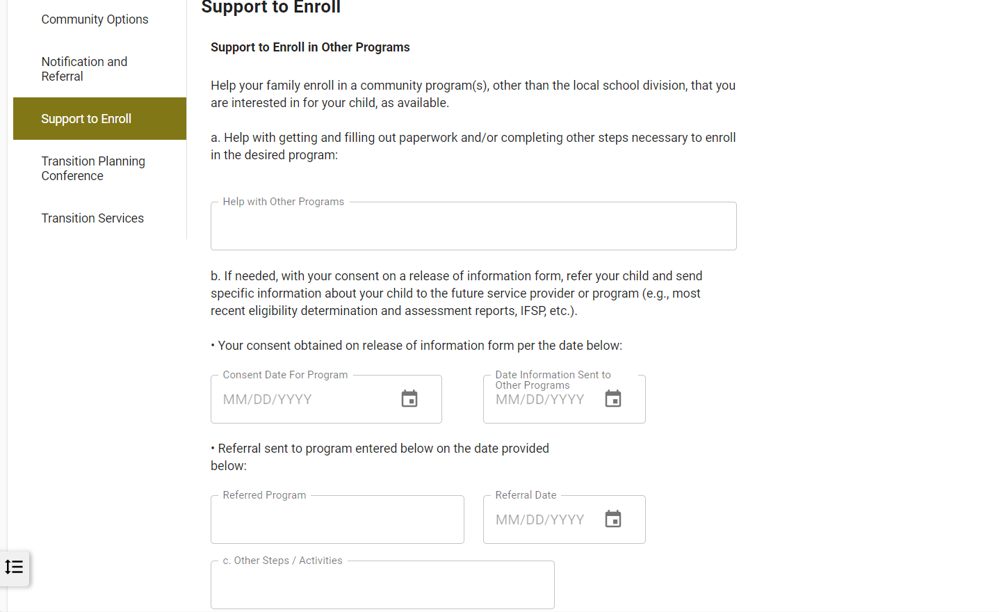 Community Options
Notification and
Referral
Support to Enroll
Transition Planning
Conference
Transition Services
Support to Enroll
Support to Enroll in Other Programs
Help your family enroll in a community program(s), other than the local school division, that you
are interested in for your child, as available.
a. Help with getting and filling out paperwork and/or completing other steps necessary to enroll
in the desired program:
Help with Other Programs
b. If needed, with your consent on a release of information form, refer your child and send
specific information about your child to the future service provider or program (e.g., most
recent eligibility determination and assessment reports, IFSP, etc.).
• Your consent obtained on release of information form per the date below:
Consent Date For Program
MM/DD/YYYY
Date Information Sent to
Other Programs
MM/DD/YYYY
• Referral sent to program entered below on the date provided
below:
Referred Program
Referral Date
MM/DD/YYYY
c. Other Steps / Activities